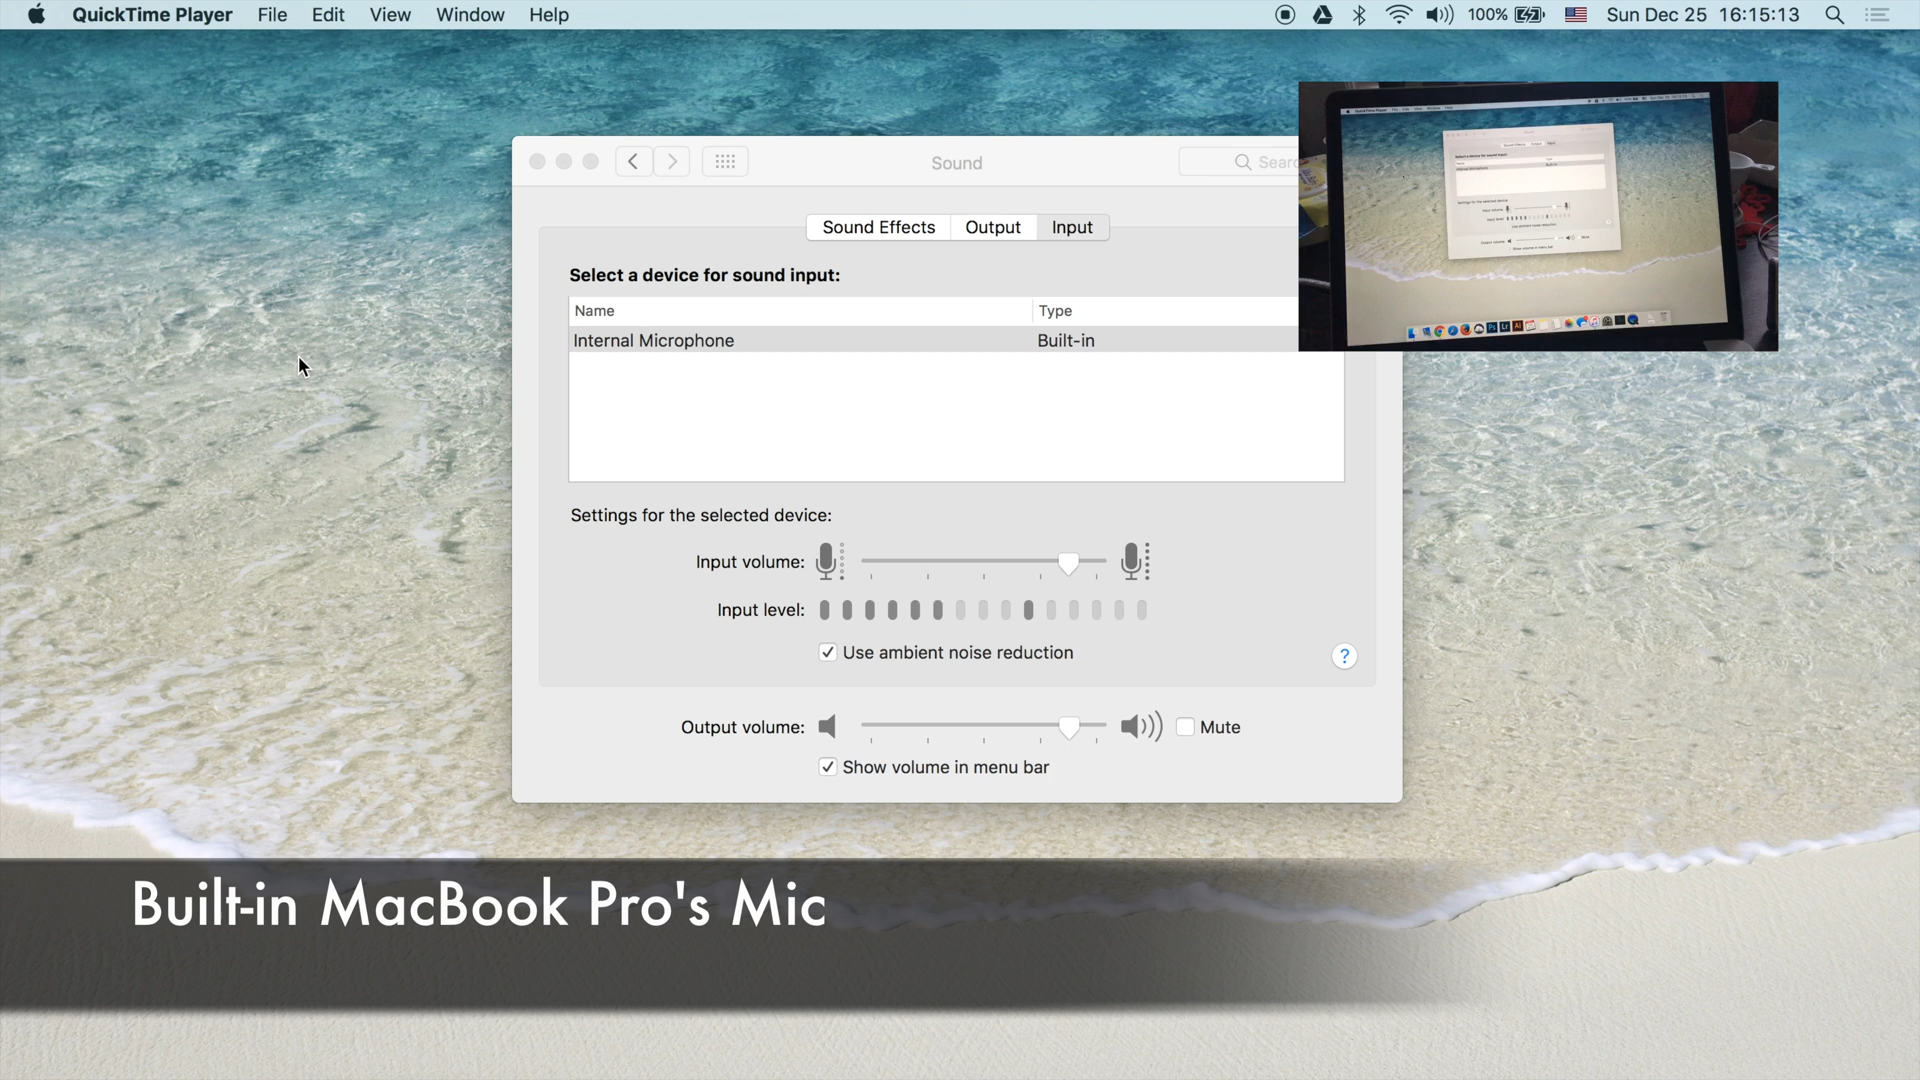 QuickTime Player File Edit View Window Help 100% Sun Dec 25 16:15:13
Sound
Sear
Sound Effects Output Input
Select a device for sound input:
Name Type
Internal Microphone Built-in
Settings for the selected device:
Input volume:
Input level:
Use ambient noise reduction
?
Output volume: Mute
Show volume in menu bar
Built-in MacBook Pro's Mic